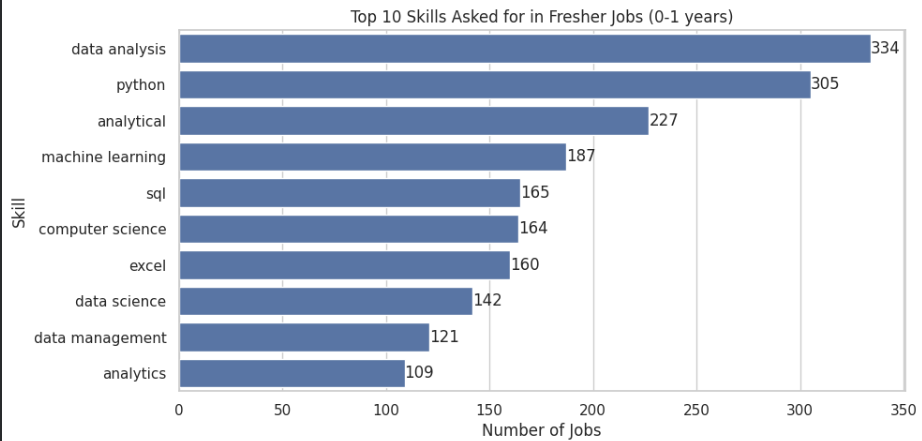 Top 10 Skills Asked for in Fresher Jobs (0-1 years)
data analysis 334
python 305
analytical 227
machine learning 187
sql 165
computer science 164
excel 160
data science 142
data management 121
analytics 109
Skill
0 50 100 150 200 250 300 350
Number of Jobs